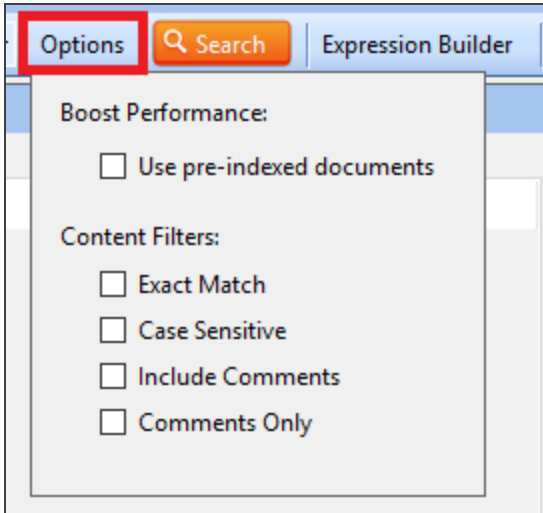 Options Search Expression Builder
Boost Performance:
Use pre-indexed documents
Content Filters:
Exact Match
Case Sensitive
Include Comments
Comments Only